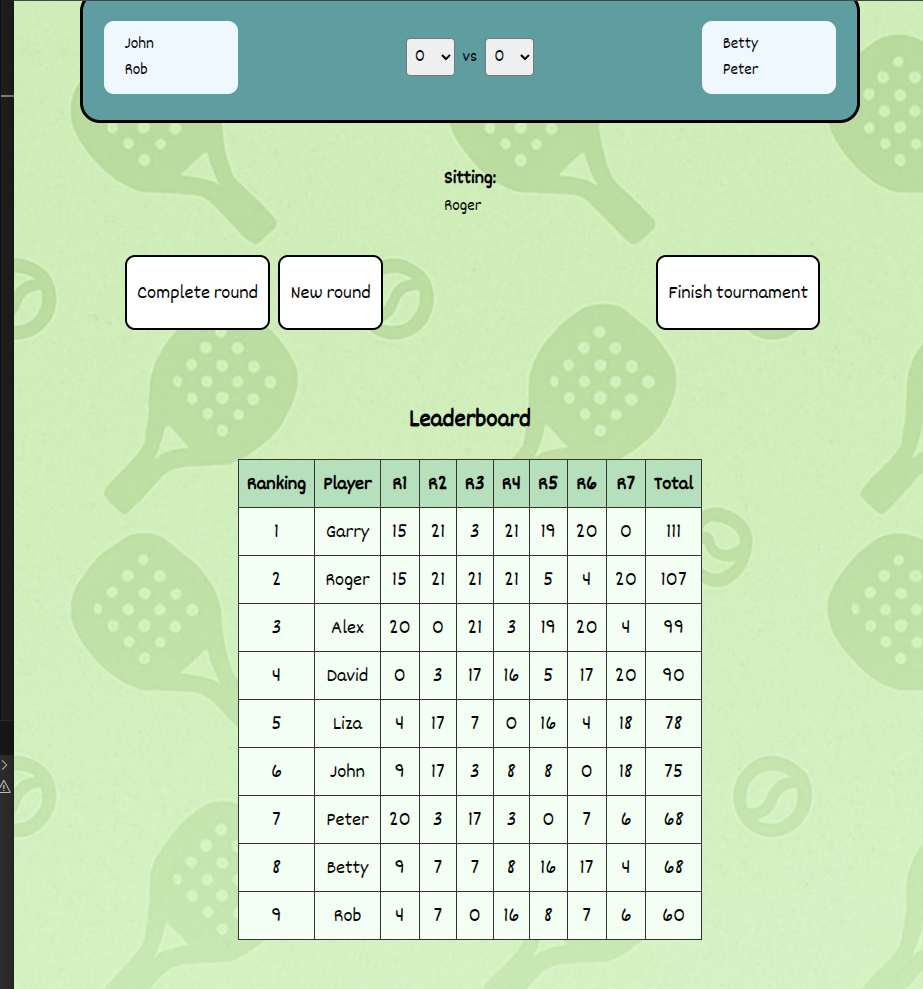 John
Rob
0 vs 0
Betty
Peter
Sitting:
Roger
Complete round New round Finish tournament
Leaderboard
Ranking Player R1 R2 R3 R4 R5 R6 R7 Total
1 Garry 15 21 3 21 19 20 0 111
2 Roger 15 21 21 21 5 4 20 107
3 Alex 20 0 21 3 19 20 4 99
4 David 0 3 17 16 5 17 20 90
5 Liza 4 17 7 0 16 4 18 78
6 John 9 17 3 8 8 0 18 75
7 Peter 20 3 17 3 0 7 6 68
8 Betty 9 7 7 8 16 17 4 68
9 Rob 4 7 0 16 8 7 6 60